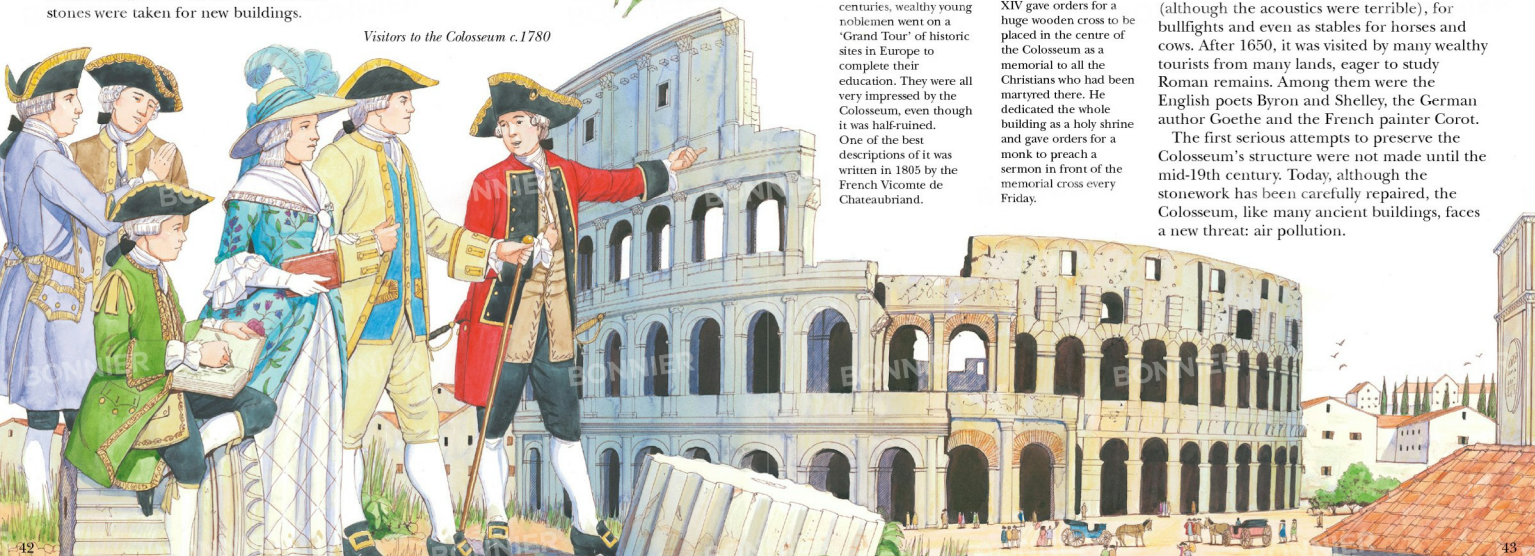 stones were taken for new buildings.
Visitors to the Colosseum c.1780
centuries, wealthy young
noblemen went on a
‘Grand Tour’ of historic
sites in Europe to
complete their
education. They were all
very impressed by the
Colosseum, even though
it was half-ruined.
One of the best
descriptions of it was
written in 1805 by the
French Vicomte de
Chateaubriand.
XIV gave orders for a
huge wooden cross to be
placed in the centre of
the Colosseum as a
memorial to all the
Christians who had been
martyred there. He
dedicated the whole
building as a holy shrine
and gave orders for a
monk to preach a
sermon in front of the
memorial cross every
Friday.
(although the acoustics were terrible), for
bullfights and even as stables for horses and
cows. After 1650, it was visited by many wealthy
tourists from many lands, eager to study
Roman remains. Among them were the
English poets Byron and Shelley, the German
author Goethe and the French painter Corot.
The first serious attempts to preserve the
Colosseum’s structure were not made until the
mid-19th century. Today, although the
stonework has been carefully repaired, the
Colosseum, like many ancient buildings, faces
a new threat: air pollution.
BONNIER
BONNIER
BONNIER
BONNIER
BONNIER
42
43